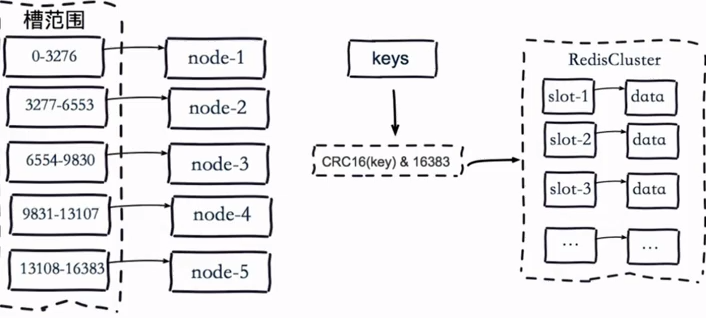 槽范围
0-3276
node-1
3277-6553
node-2
6554-9830
node-3
9831-13107
node-4
13108-16383
node-5
keys
CRC16(key) & 16383
RedisCluster
slot-1
data
slot-2
data
slot-3
data
...
...